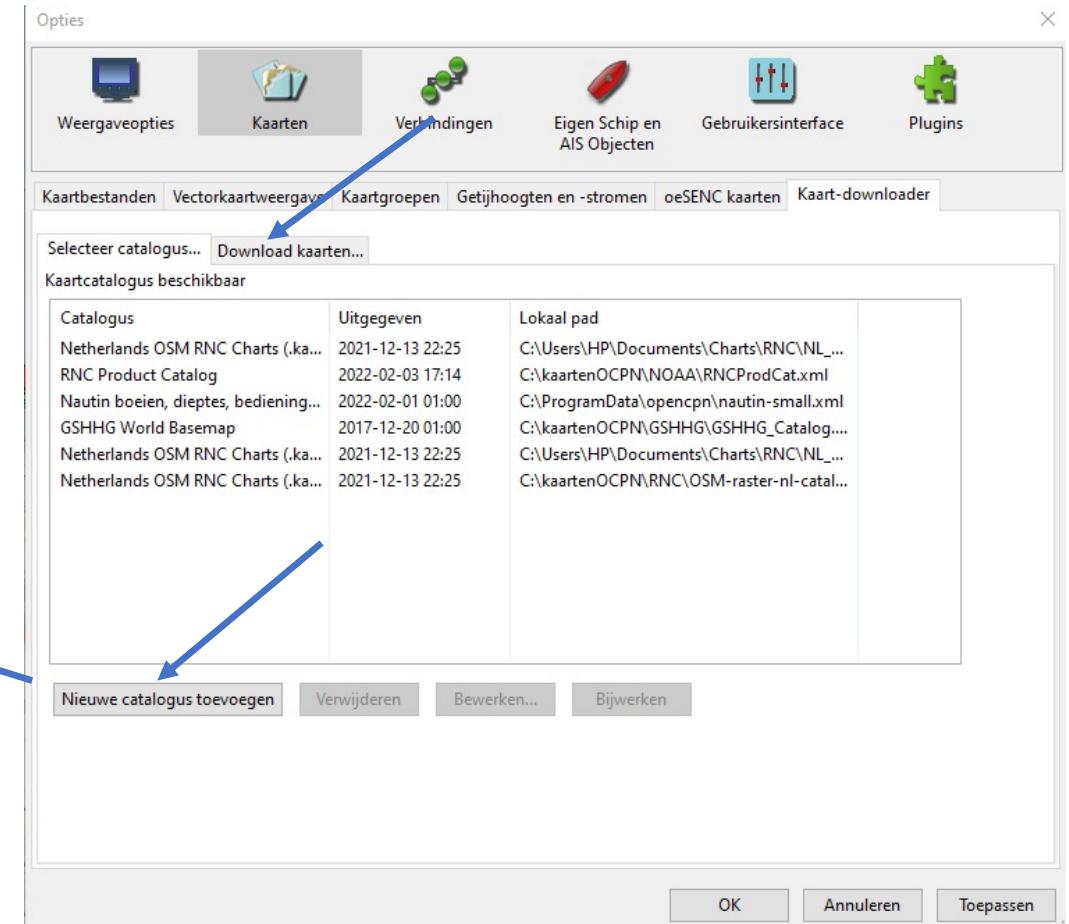 Opties
Weergaveopties
Kaarten
Verbindingen
Eigen Schip en
AIS Objecten
Gebruikersinterface
Plugins
Kaartbestanden Vectorkaartweergave Kaartgroepen Getijhoogten en -stromen oeSENC kaarten Kaart-downloader
Selecteer catalogus... Download kaarten...
Kaartcatalogus beschikbaar
Catalogus Uitgegeven Lokaal pad
Netherlands OSM RNC Charts (.ka... 2021-12-13 22:25 C:\Users\HP\Documents\Charts\RNC\NL_...
RNC Product Catalog 2022-02-03 17:14 C:\kaartenOCPN\NOAA\RNCProdCat.xml
Nautin boeien, dieptes, bediening... 2022-02-01 01:00 C:\ProgramData\opencpn\nautin-small.xml
GSHHG World Basemap 2017-12-20 01:00 C:\kaartenOCPN\GSHHG\GSHHG_Catalog....
Netherlands OSM RNC Charts (.ka... 2021-12-13 22:25 C:\Users\HP\Documents\Charts\RNC\NL_...
Netherlands OSM RNC Charts (.ka... 2021-12-13 22:25 C:\kaartenOCPN\RNC\OSM-raster-nl-catal...
Nieuwe catalogus toevoegen Verwijderen Bewerken... Bijwerken
OK Annuleren Toepassen